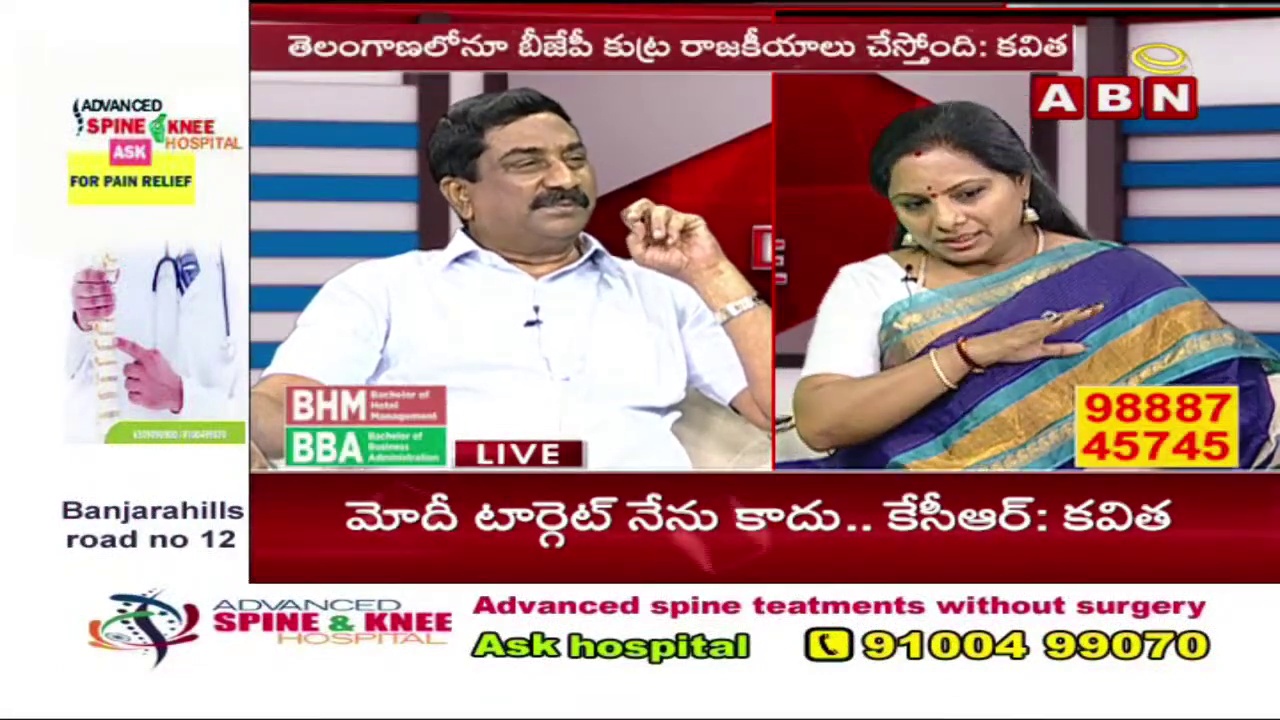 తెలంగాణలోనూ బీజేపీ కుట్ర రాజకీయాలు చేస్తోంది: కవిత
ABN
ADVANCED
SPINE & KNEE
HOSPITAL
ASK
FOR PAIN RELIEF
BHM Bachelor of
Hotel
Management
BBA Bachelor of
Business
Administration
LIVE
98887
45745
Banjarahills
road no 12
మోదీ టార్గెట్ నేను కాదు.. కేసీఆర్: కవిత
ADVANCED
SPINE & KNEE
HOSPITAL
Advanced spine teatments without surgery
Ask hospital 91004 99070